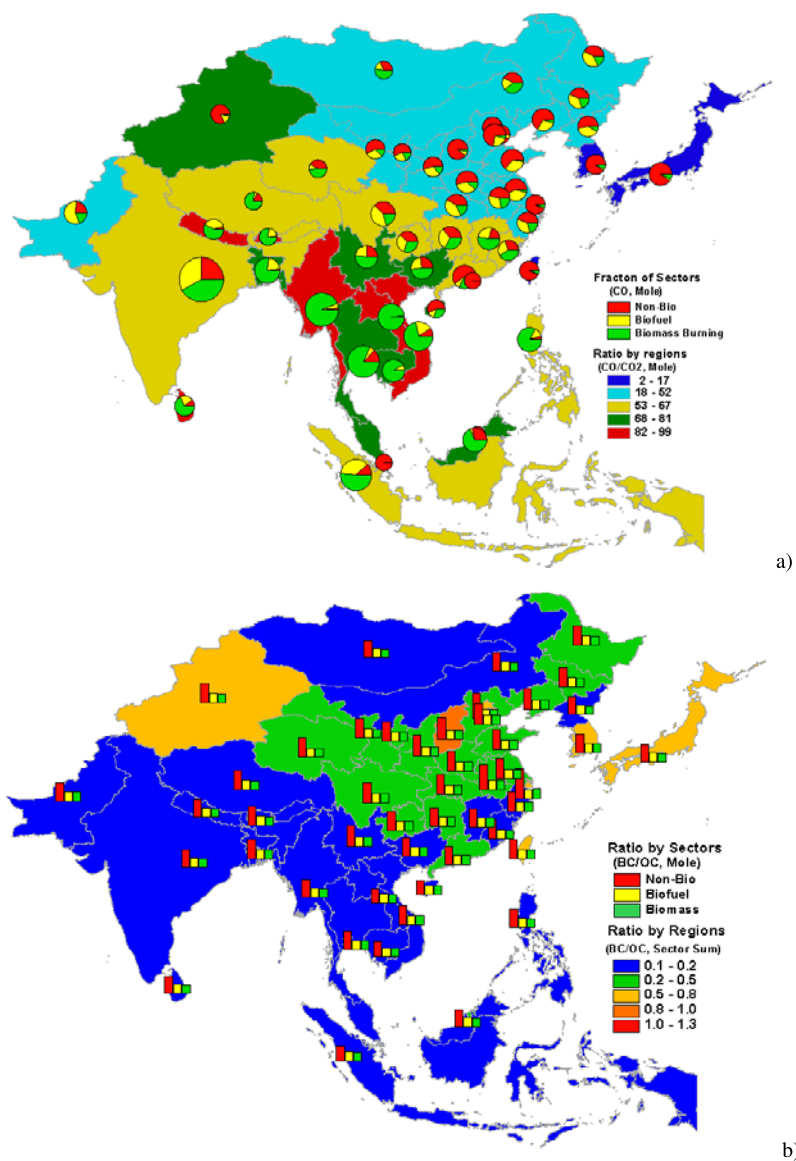 Fracton of Sectors
(CO, Mole)
Non-Bio
Biofuel
Biomass Burning
Ratio by regions
(CO/CO2, Mole)
2 - 17
18 - 52
53 - 67
68 - 81
82 - 99
a)
Ratio by Sectors
(BC/OC, Mole)
Non-Bio
Biofuel
Biomass
Ratio by Regions
(BC/OC, Sector Sum)
0.1 - 0.2
0.2 - 0.5
0.5 - 0.8
0.8 - 1.0
1.0 - 1.3
b)